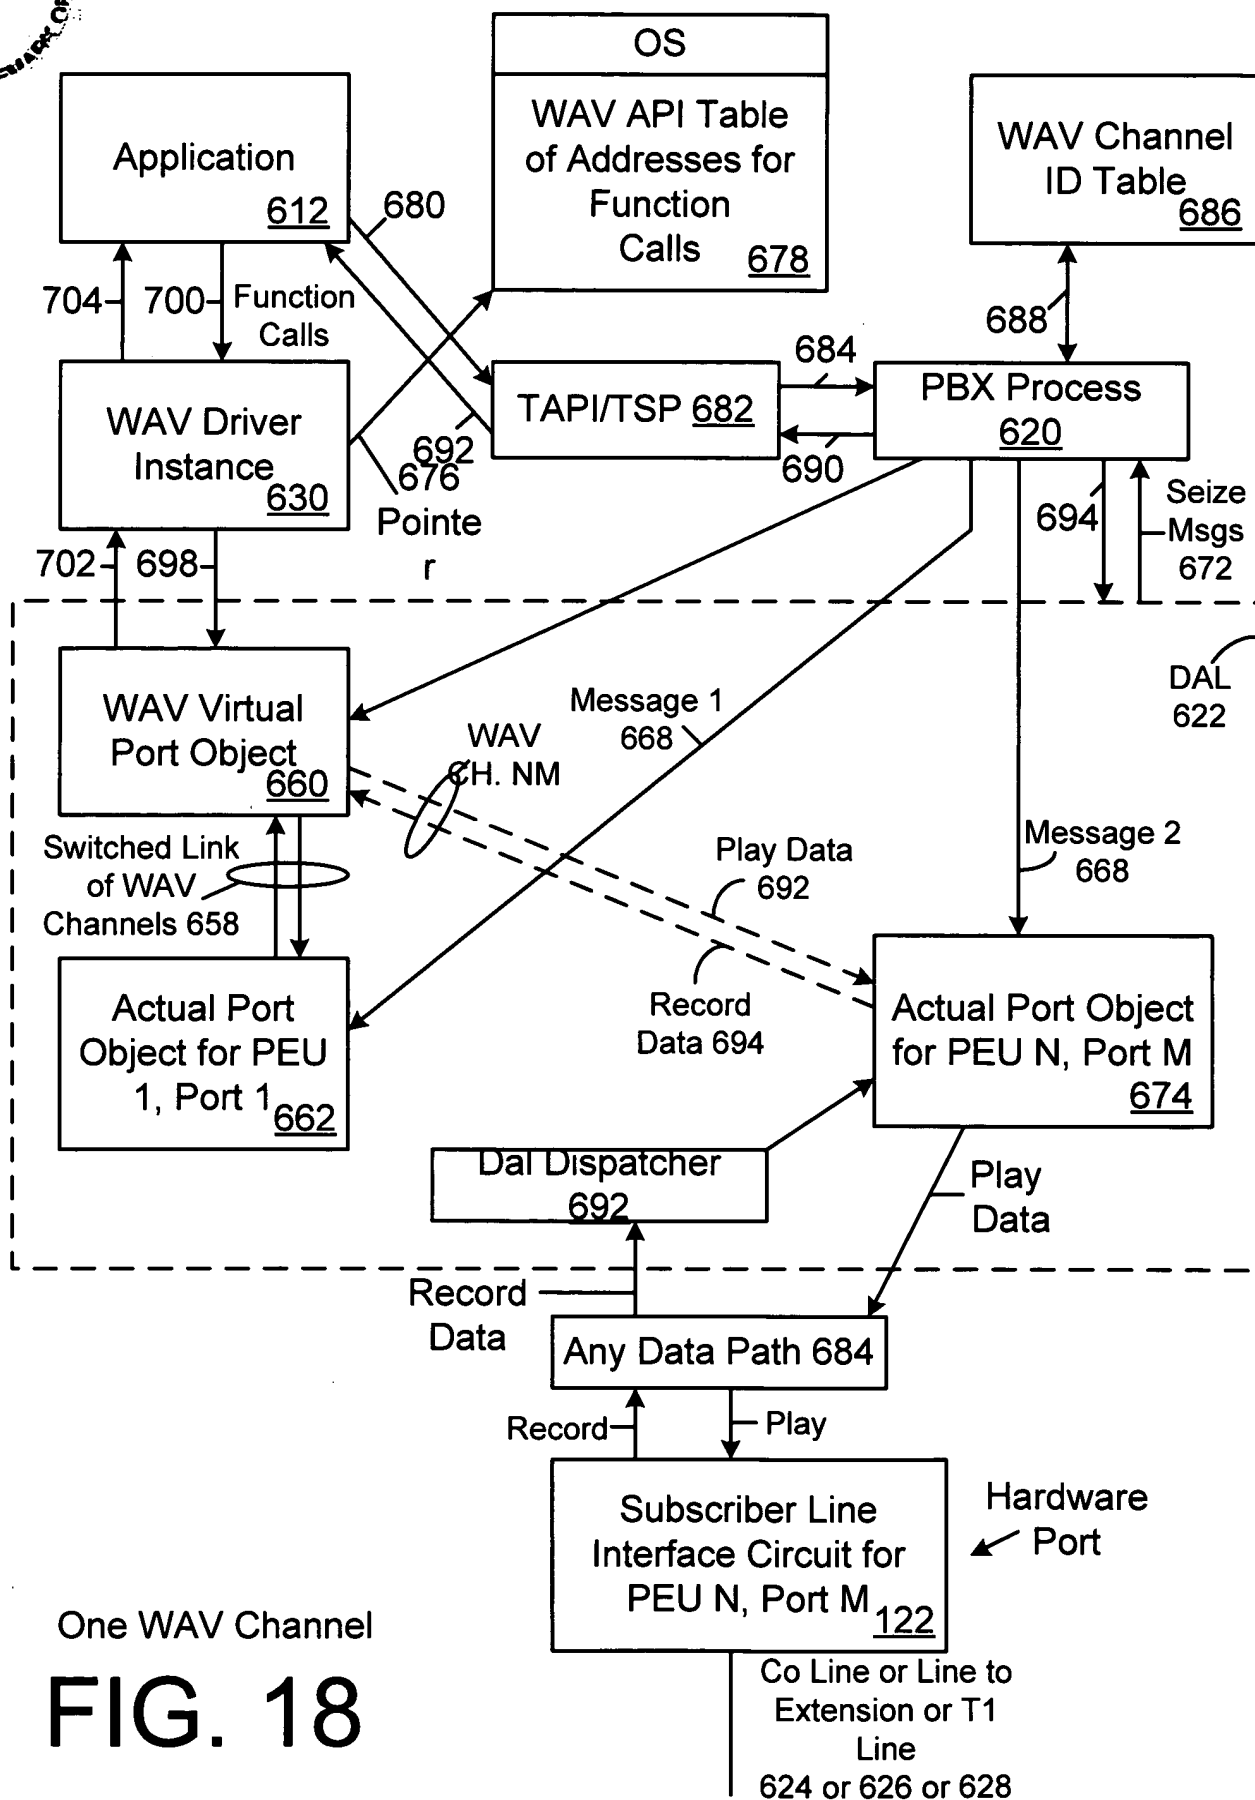 OS
WAV API Table
of Addresses for
Function
Calls
678
Application
612
WAV Channel
ID Table
686
680
704
700
Function
Calls
688
684
TAPI/TSP 682
PBX Process
620
690
WAV Driver
Instance
630
692
676
Pointe
r
694
Seize
Msgs
672
702
698
DAL
622
WAV Virtual
Port Object
660
WAV
CH. NM
Message 1
668
Switched Link
of WAV
Channels 658
Play Data
692
Message 2
668
Record
Data 694
Actual Port
Object for PEU
1, Port 1
662
Actual Port Object
for PEU N, Port M
674
Dal Dispatcher
692
Play
Data
Record
Data
Any Data Path 684
Record
Play
Subscriber Line
Interface Circuit for
PEU N, Port M
122
Hardware
Port
One WAV Channel
FIG. 18
Co Line or Line to
Extension or T1
Line
624 or 626 or 628